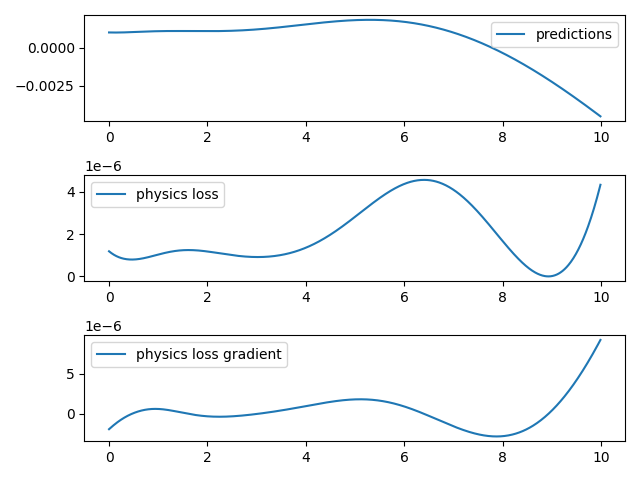 predictions
0.0000
−0.0025
0 2 4 6 8 10
1e−6
physics loss
4
2
0
0 2 4 6 8 10
1e−6
physics loss gradient
5
0
0 2 4 6 8 10